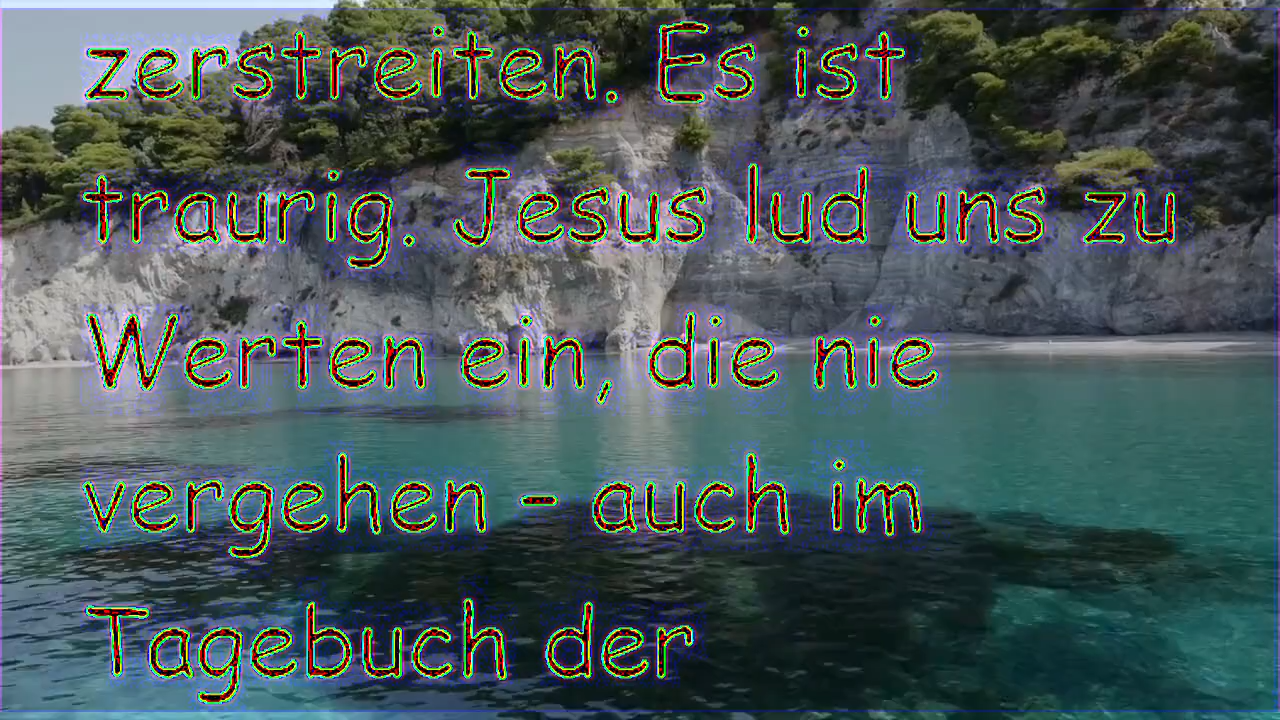 zerstreiten. Es ist
traurig. Jesus lud uns zu
Werten ein, die nie
vergehen - auch im
Tagebuch der